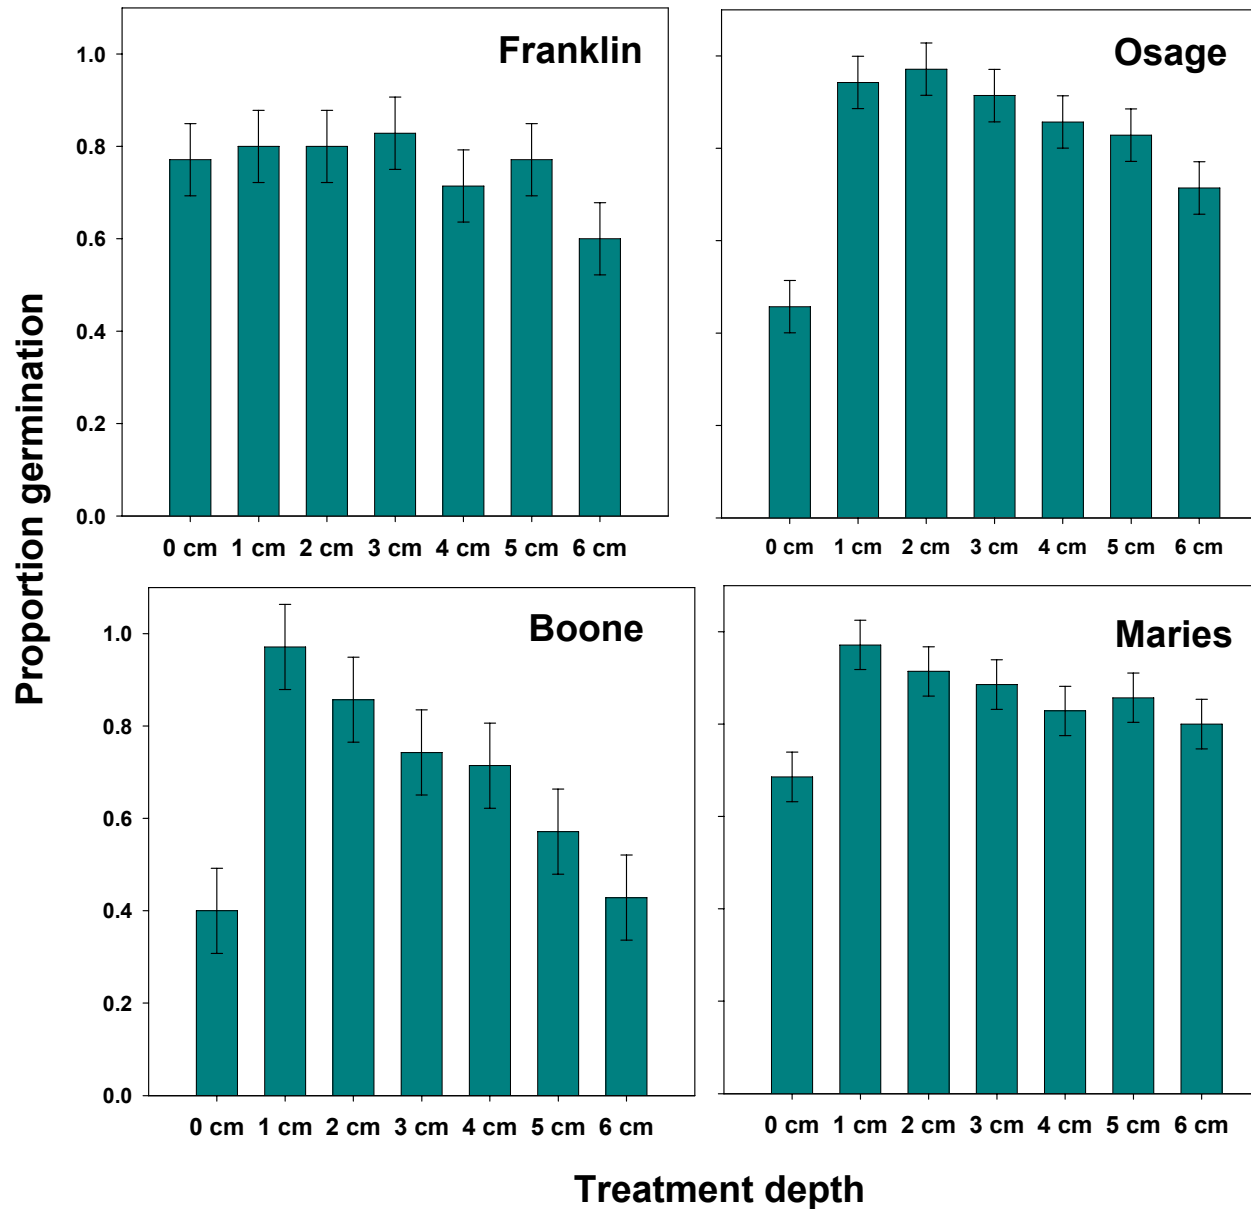 Proportion germination
Franklin
1.0
0.8
0.6
0.4
0.2
0.0
0 cm 1 cm 2 cm 3 cm 4 cm 5 cm 6 cm
Osage
0 cm 1 cm 2 cm 3 cm 4 cm 5 cm 6 cm
Boone
1.0
0.8
0.6
0.4
0.2
0.0
0 cm 1 cm 2 cm 3 cm 4 cm 5 cm 6 cm
Maries
0 cm 1 cm 2 cm 3 cm 4 cm 5 cm 6 cm
Treatment depth